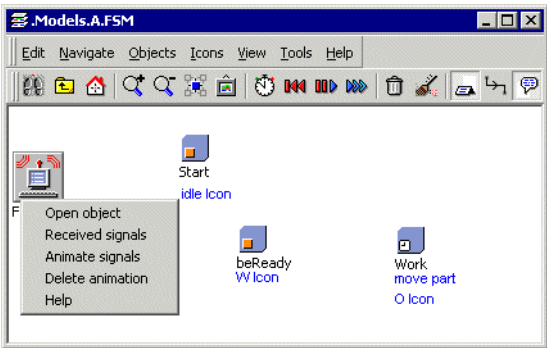 .Models.A.FSM
Edit Navigate Objects Icons View Tools Help
Start
idle Icon
F
Open object
Received signals
Animate signals
Delete animation
Help
beReady
W Icon
Work
move part
O Icon